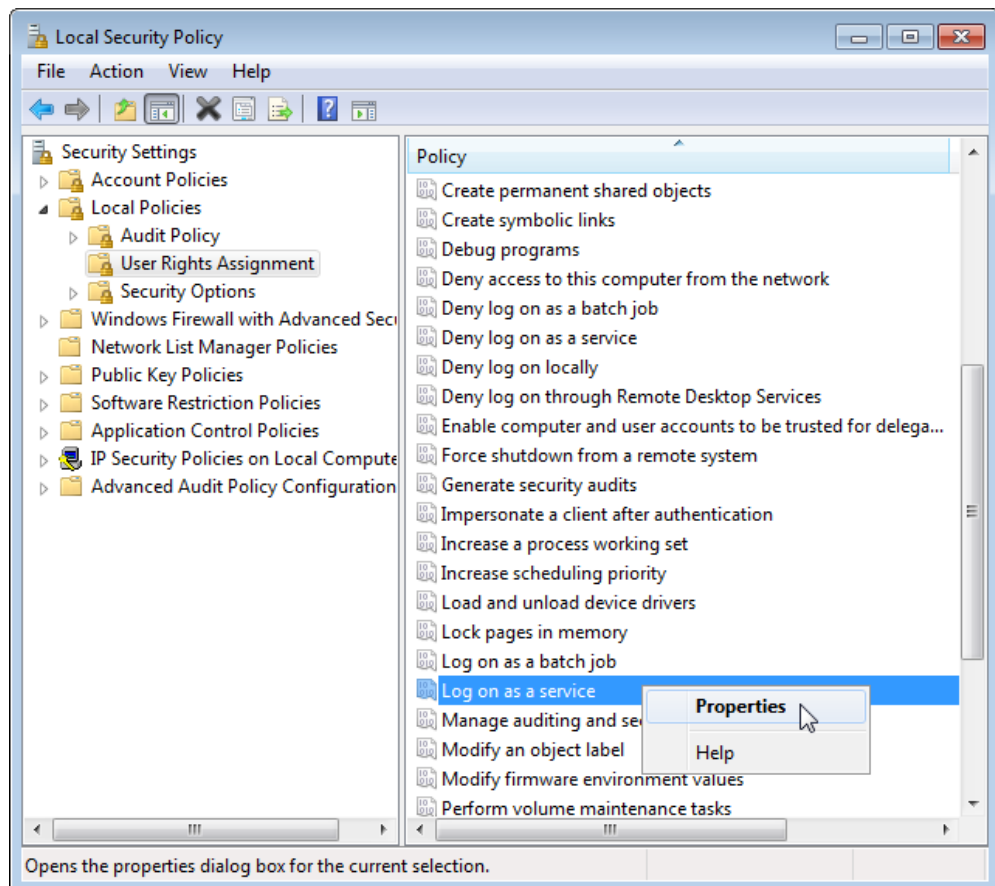 Local Security Policy
File Action View Help
Security Settings
Account Policies
Local Policies
Audit Policy
User Rights Assignment
Security Options
Windows Firewall with Advanced Secu
Network List Manager Policies
Public Key Policies
Software Restriction Policies
Application Control Policies
IP Security Policies on Local Compute
Advanced Audit Policy Configuration
Policy
Create permanent shared objects
Create symbolic links
Debug programs
Deny access to this computer from the network
Deny log on as a batch job
Deny log on as a service
Deny log on locally
Deny log on through Remote Desktop Services
Enable computer and user accounts to be trusted for delega...
Force shutdown from a remote system
Generate security audits
Impersonate a client after authentication
Increase a process working set
Increase scheduling priority
Load and unload device drivers
Lock pages in memory
Log on as a batch job
Log on as a service
Properties
Manage auditing and se
Modify an object label
Help
Modify firmware environment values
Perform volume maintenance tasks
Opens the properties dialog box for the current selection.